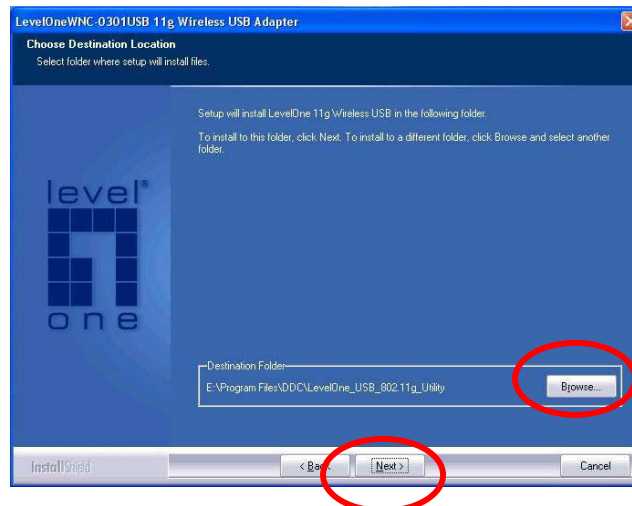 LevelOneWNC-0301USB 11g Wireless USB Adapter
Choose Destination Location
Select folder where setup will install files.
Setup will install LevelOne 11g Wireless USB in the following folder.
To install to this folder, click Next. To install to a different folder, click Browse and select another
folder.
level®
one
Destination Folder
E:\Program Files\DDC\LevelOne_USB_802.11g_Utility
Browse...
InstallShield
< Back
Next >
Cancel